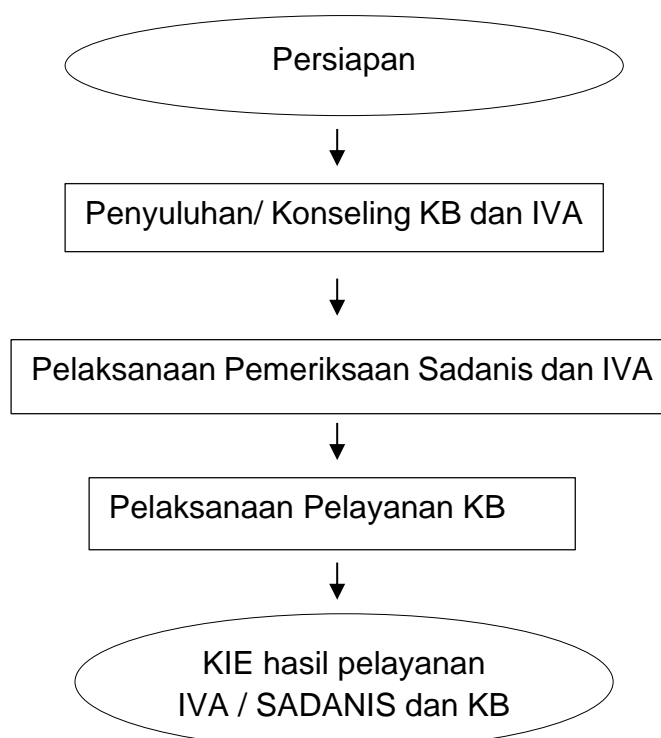 Persiapan
Penyuluhan/ Konseling KB dan IVA
Pelaksanaan Pemeriksaan Sadanis dan IVA
Pelaksanaan Pelayanan KB
KIE hasil pelayanan
IVA / SADANIS dan KB